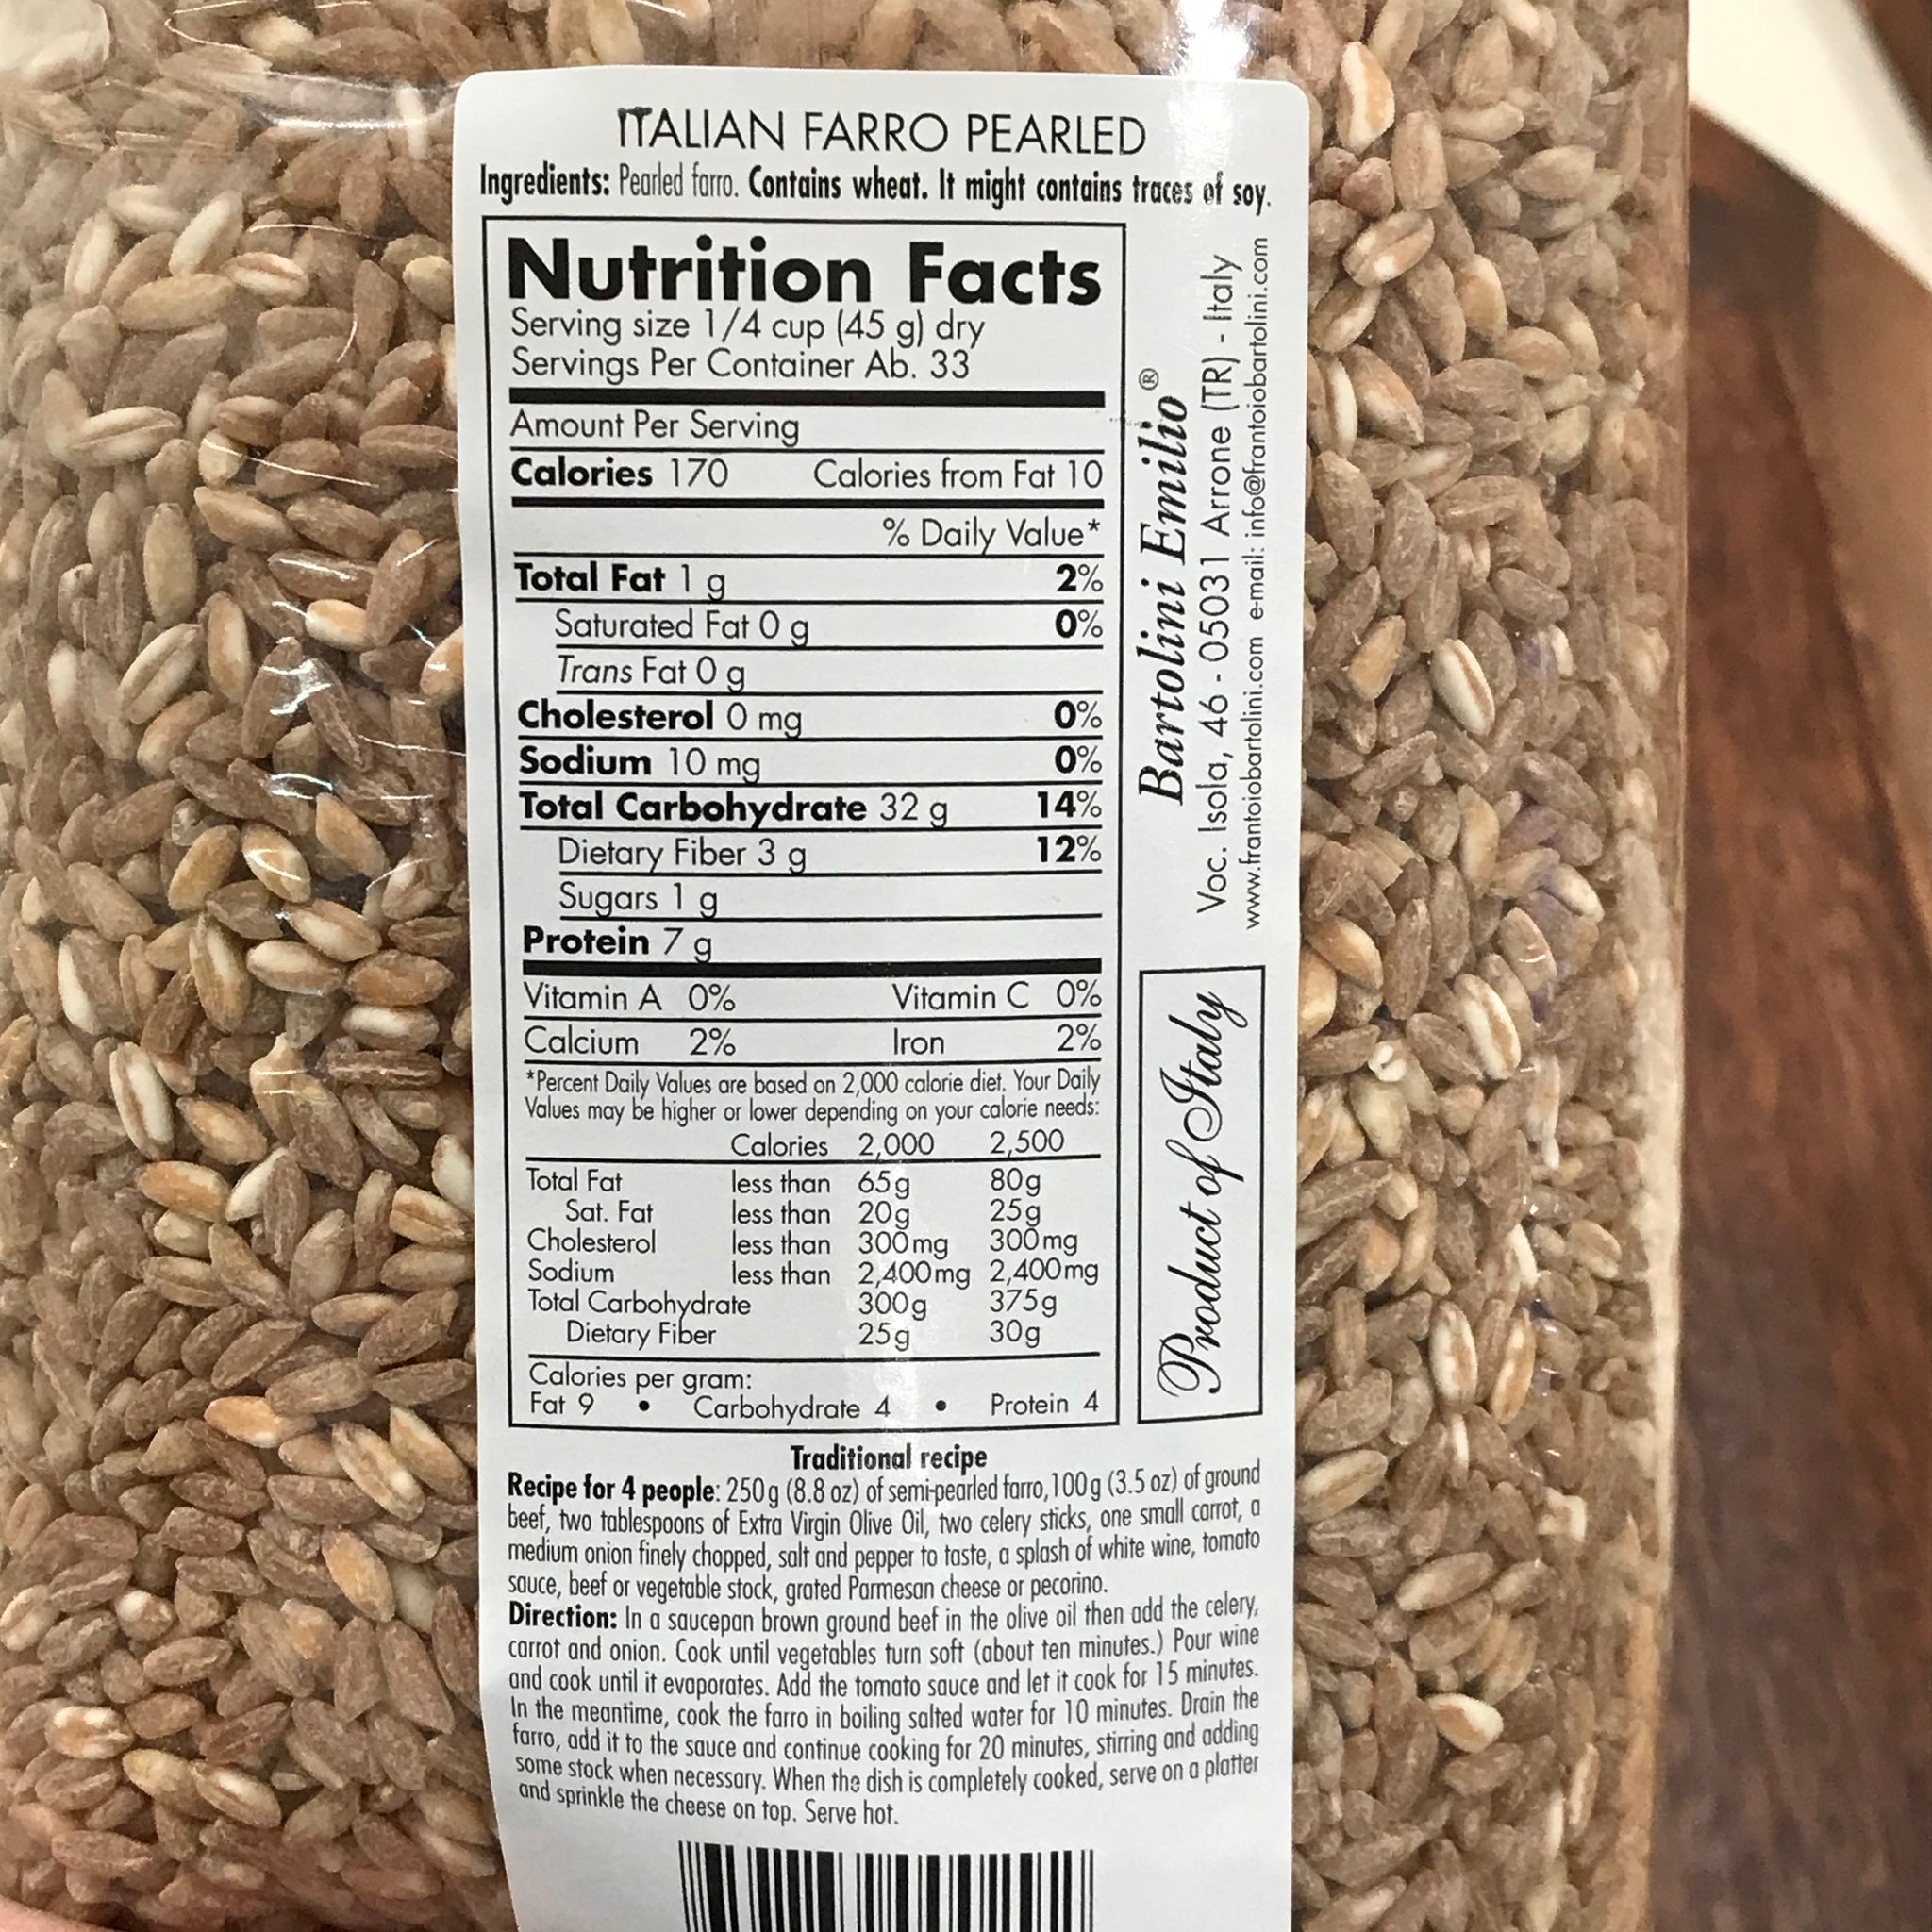 ITALIAN FARRO PEARLED
Ingredients: Pearled farro. Contains wheat. It might contains traces of soy.
Nutrition Facts
Serving size 1/4 cup (45 g) dry
Servings Per Container Ab. 33
Amount Per Serving
Calories 170 Calories from Fat 10
% Daily Value*
Total Fat 1 g 2%
Saturated Fat 0 g 0%
Trans Fat 0 g
Cholesterol 0 mg 0%
Sodium 10 mg 0%
Total Carbohydrate 32 g 14%
Dietary Fiber 3 g 12%
Sugars 1 g
Protein 7 g
Vitamin A 0% Vitamin C 0%
Calcium 2% Iron 2%
*Percent Daily Values are based on 2,000 calorie diet. Your Daily
Values may be higher or lower depending on your calorie needs:
Calories 2,000 2,500
Total Fat less than 65g 80g
Sat. Fat less than 20g 25g
Cholesterol less than 300mg 300mg
Sodium less than 2,400mg 2,400mg
Total Carbohydrate 300g 375g
Dietary Fiber 25g 30g
Calories per gram:
Fat 9 • Carbohydrate 4 • Protein 4
Bartolini Emilio®
Voc. Isola, 46 - 05031 Arrone (TR) - Italy
www.frantoiobartolini.com e-mail: info@frantoiobartolini.com
Product of Italy
Traditional recipe
Recipe for 4 people: 250g (8.8 oz) of semi-pearled farro, 100g (3.5 oz) of ground
beef, two tablespoons of Extra Virgin Olive Oil, two celery sticks, one small carrot, a
medium onion finely chopped, salt and pepper to taste, a splash of white wine, tomato
sauce, beef or vegetable stock, grated Parmesan cheese or pecorino.
Direction: In a saucepan brown ground beef in the olive oil then add the celery,
carrot and onion. Cook until vegetables turn soft (about ten minutes.) Pour wine
and cook until it evaporates. Add the tomato sauce and let it cook for 15 minutes.
In the meantime, cook the farro in boiling salted water for 10 minutes. Drain the
farro, add it to the sauce and continue cooking for 20 minutes, stirring and adding
some stock when necessary. When the dish is completely cooked, serve on a platter
and sprinkle the cheese on top. Serve hot.